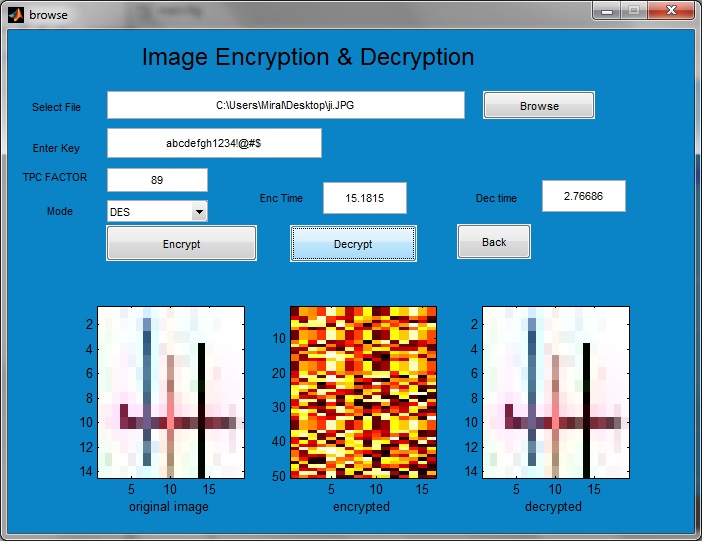 browse
Image Encryption & Decryption
Select File
C:\Users\Miral\Desktop\ji.JPG
Browse
Enter Key
abcdefgh1234!@#$
TPC FACTOR
89
Enc Time
15.1815
Dec time
2.76686
Mode
DES
Encrypt
Decrypt
Back
2
4
6
8
10
12
14
5 10 15
original image
10
20
30
40
50
5 10 15
encrypted
2
4
6
8
10
12
14
5 10 15
decrypted